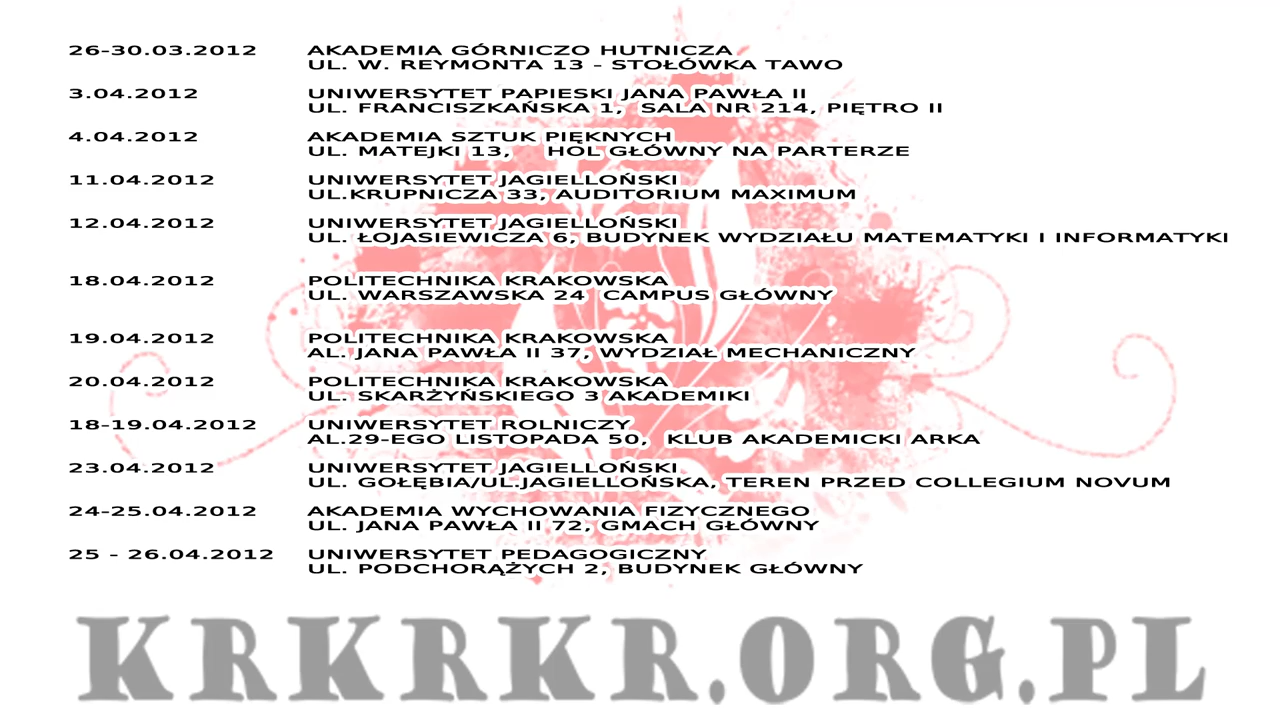 26-30.03.2012 AKADEMIA GÓRNICZO HUTNICZA
UL. W. REYMONTA 13 - STOŁÓWKA TAWO
3.04.2012 UNIWERSYTET PAPIESKI JANA PAWŁA II
UL. FRANCISZKAŃSKA 1, SALA NR 214, PIĘTRO II
4.04.2012 AKADEMIA SZTUK PIĘKNYCH
UL. MATEJKI 13, HOL GŁÓWNY NA PARTERZE
11.04.2012 UNIWERSYTET JAGIELLOŃSKI
UL.KRUPNICZA 33, AUDITORIUM MAXIMUM
12.04.2012 UNIWERSYTET JAGIELLOŃSKI
UL. ŁOJASIEWICZA 6, BUDYNEK WYDZIAŁU MATEMATYKI I INFORMATYKI
18.04.2012 POLITECHNIKA KRAKOWSKA
UL. WARSZAWSKA 24 CAMPUS GŁÓWNY
19.04.2012 POLITECHNIKA KRAKOWSKA
AL. JANA PAWŁA II 37, WYDZIAŁ MECHANICZNY
20.04.2012 POLITECHNIKA KRAKOWSKA
UL. SKARŻYŃSKIEGO 3 AKADEMIKI
18-19.04.2012 UNIWERSYTET ROLNICZY
AL.29-EGO LISTOPADA 50, KLUB AKADEMICKI ARKA
23.04.2012 UNIWERSYTET JAGIELLOŃSKI
UL. GOŁĘBIA/UL.JAGIELLOŃSKA, TEREN PRZED COLLEGIUM NOVUM
24-25.04.2012 AKADEMIA WYCHOWANIA FIZYCZNEGO
UL. JANA PAWŁA II 72, GMACH GŁÓWNY
25 - 26.04.2012 UNIWERSYTET PEDAGOGICZNY
UL. PODCHORĄŻYCH 2, BUDYNEK GŁÓWNY
KRKRKR.ORG.PL